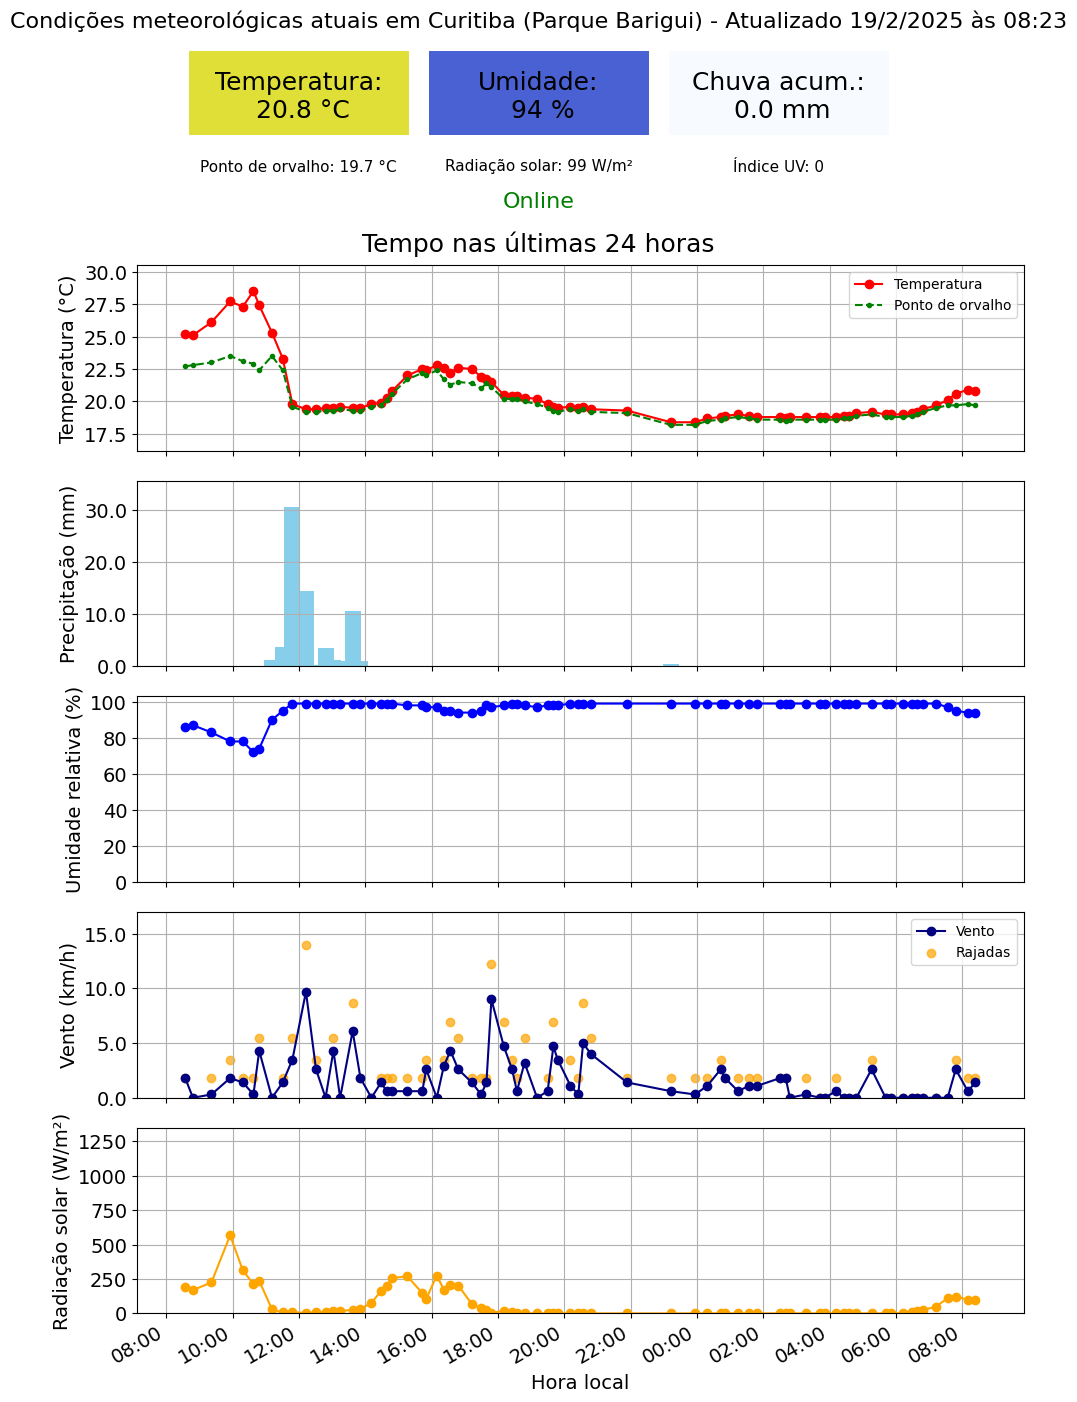 Condições meteorológicas atuais em Curitiba (Parque Barigui) - Atualizado 19/2/2025 às 08:23
Temperatura:
20.8 °C
Umidade:
94 %
Chuva acum.:
0.0 mm
Ponto de orvalho: 19.7 °C
Radiação solar: 99 W/m²
Índice UV: 0
Online
Tempo nas últimas 24 horas
Temperatura (°C)
30.0
27.5
25.0
22.5
20.0
17.5
Temperatura
Ponto de orvalho
Precipitação (mm)
30.0
20.0
10.0
0.0
Umidade relativa (%)
100
80
60
40
20
0
Vento (km/h)
15.0
10.0
5.0
0.0
Vento
Rajadas
Radiação solar (W/m²)
1250
1000
750
500
250
0
08:00
10:00
12:00
14:00
16:00
18:00
20:00
22:00
00:00
02:00
04:00
06:00
08:00
Hora local